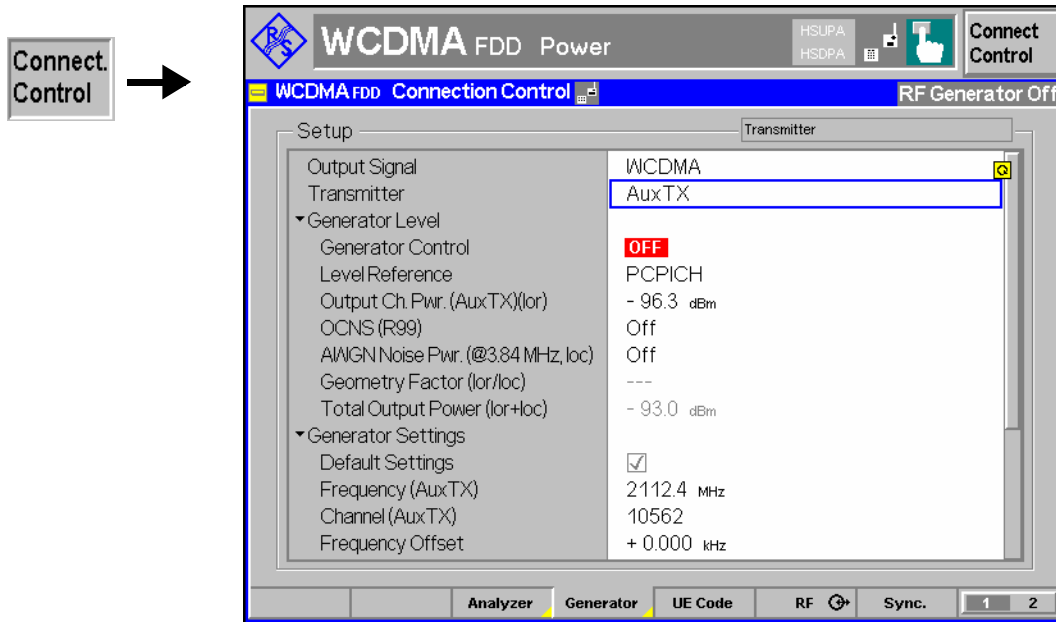 Connect.
Control
R&S
WCDMA FDD Power
HSUPA
HSDPA
Connect
Control
WCDMA FDD Connection Control
RF Generator Off
Setup
Transmitter
Output Signal WCDMA
Transmitter AuxTX
Generator Level
Generator Control OFF
Level Reference PCPICH
Output Ch. Pwr. (AuxTX)(Ior) - 96.3 dBm
OCNS (R99) Off
AWGN Noise Pwr. (@3.84 MHz, Ioc) Off
Geometry Factor (Ior/Ioc) ---
Total Output Power (Ior+Ioc) - 93.0 dBm
Generator Settings
Default Settings
Frequency (AuxTX) 2112.4 MHz
Channel (AuxTX) 10562
Frequency Offset + 0.000 kHz
Analyzer Generator UE Code RF Sync. 1 2